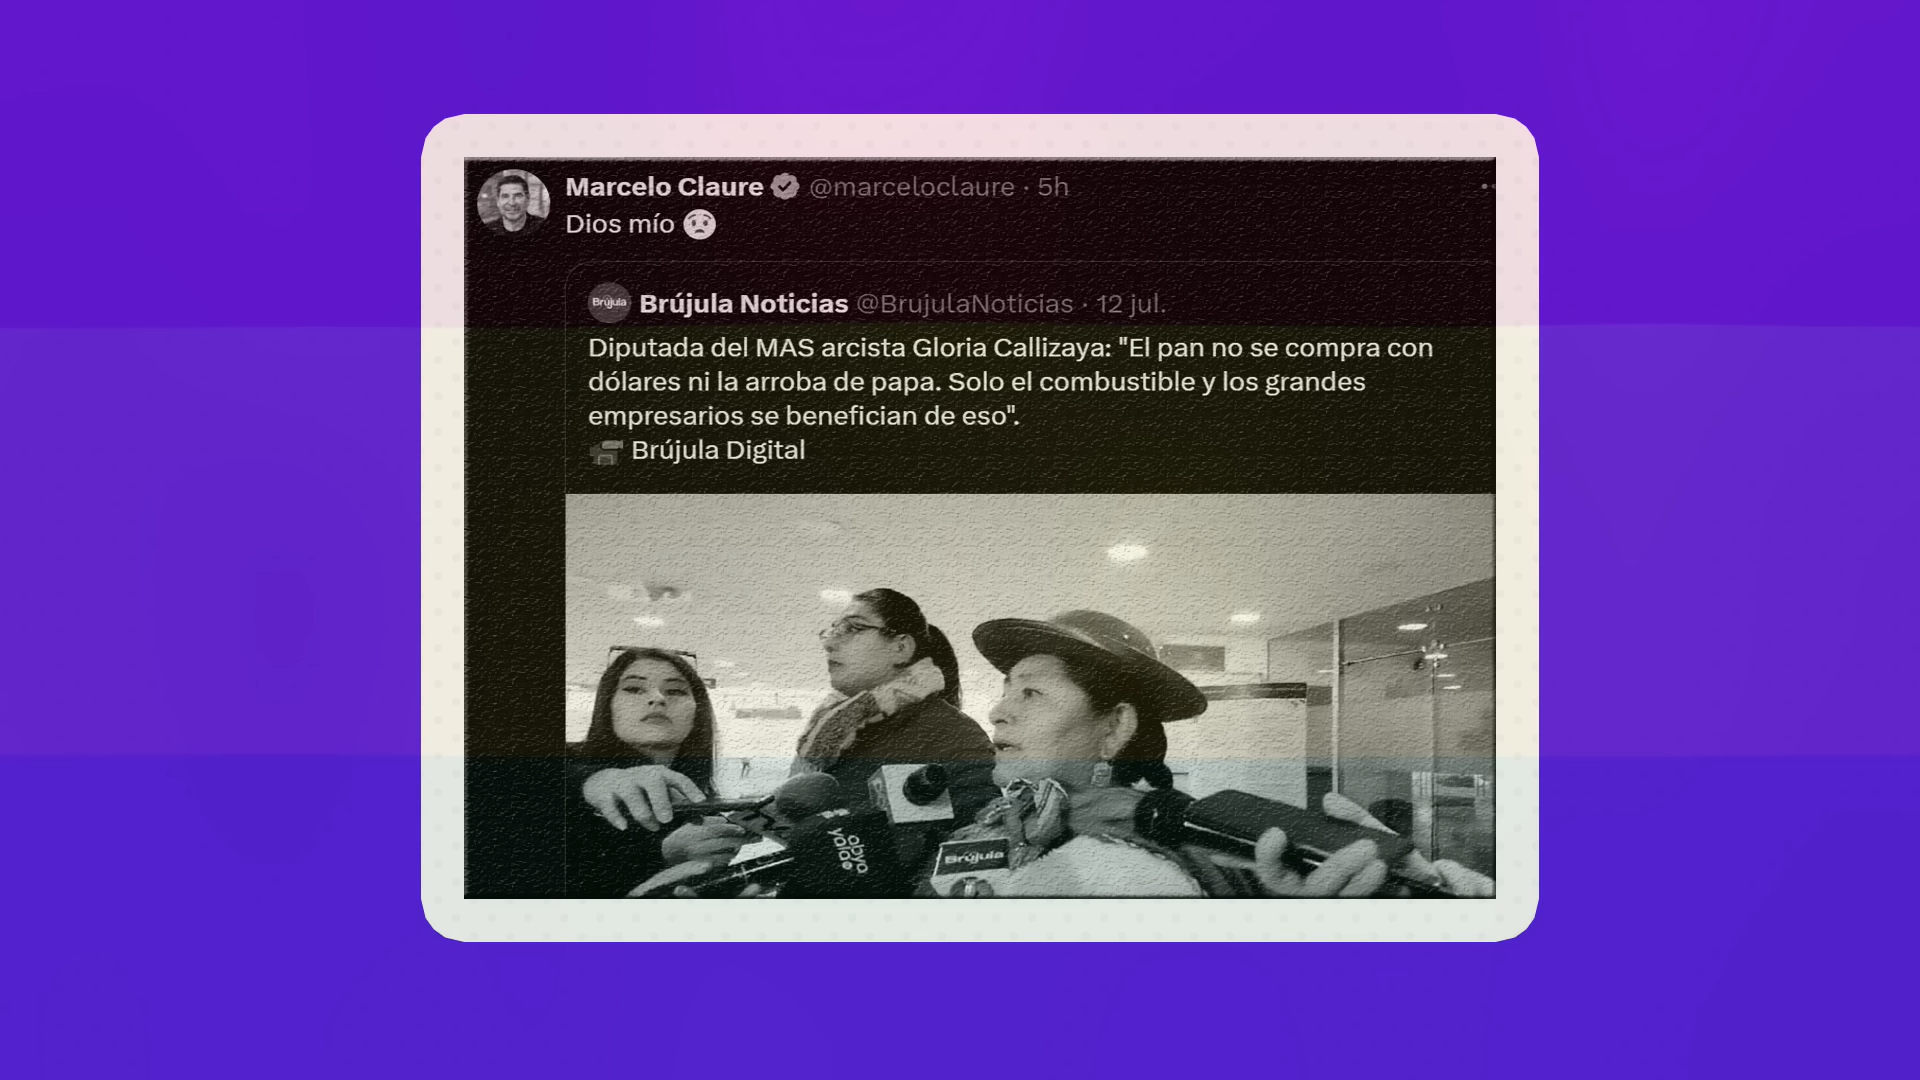 Marcelo Claure @marceloclaure · 5h
Dios mío 😟
Brújula Brújula Noticias @BrujulaNoticias · 12 jul.
Diputada del MAS arcista Gloria Callizaya: "El pan no se compra con
dólares ni la arroba de papa. Solo el combustible y los grandes
empresarios se benefician de eso".
Brújula Digital
abya
yala
Brújula